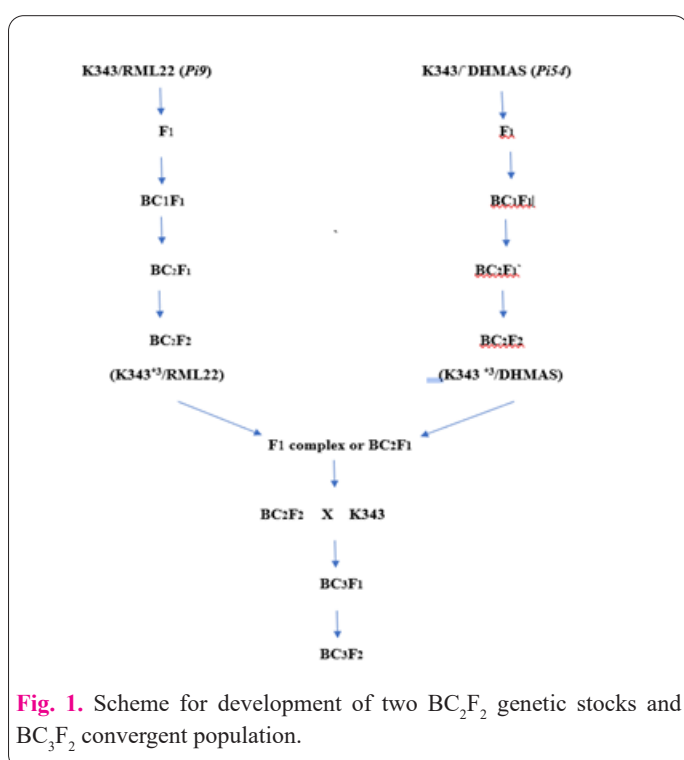 K343/RML22 (Pi9) K343/ˉDHMAS (Pi54)
F1 F1
BC1F1 BC1F1
BC2F1 BC2F1`
BC2F2 BC2F2
(K343*3/RML22) (K343 *3/DHMAS)
F1 complex or BC2F1
BC2F2 X K343
BC3F1
BC3F2
Fig. 1. Scheme for development of two BC2F2 genetic stocks and
BC3F2 convergent population.